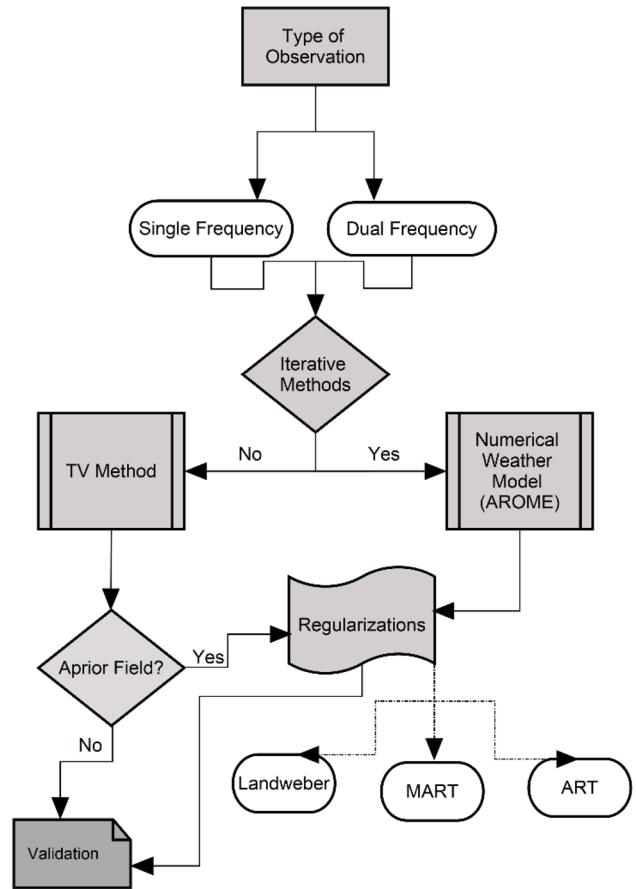 Type of
Observation
Single Frequency
Dual Frequency
Iterative
Methods
No
Yes
TV Method
Numerical
Weather
Model
(AROME)
Aprior Field?
Yes
Regularizations
No
Landweber
MART
ART
Validation